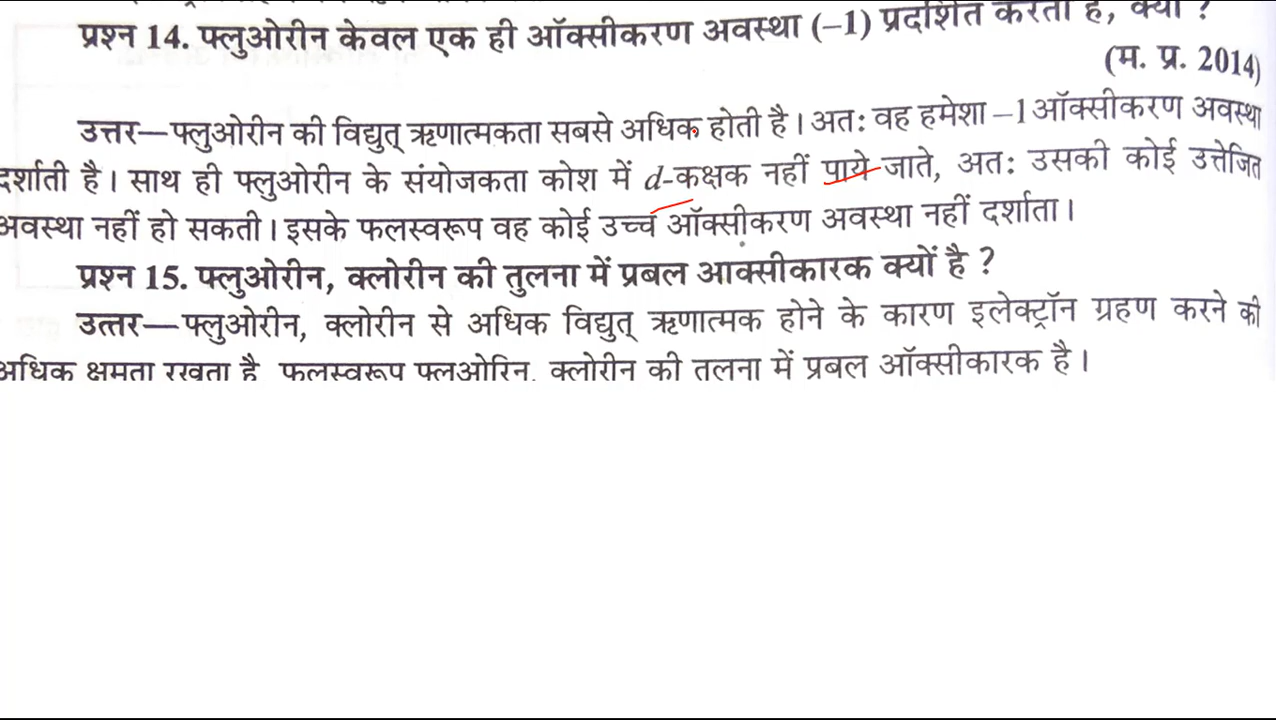 प्रश्न 14. फ्लुओरीन केवल एक ही ऑक्सीकरण अवस्था (–1) प्रदर्शित करता है, क्यों ?
(म. प्र. 2014)
उत्तर—फ्लुओरीन की विद्युत् ऋणात्मकता सबसे अधिक होती है। अतः वह हमेशा –1 ऑक्सीकरण अवस्था
दर्शाती है। साथ ही फ्लुओरीन के संयोजकता कोश में d-कक्षक नहीं पाये जाते, अतः उसकी कोई उत्तेजित
अवस्था नहीं हो सकती। इसके फलस्वरूप वह कोई उच्च ऑक्सीकरण अवस्था नहीं दर्शाता।
प्रश्न 15. फ्लुओरीन, क्लोरीन की तुलना में प्रबल आक्सीकारक क्यों है ?
उत्तर—फ्लुओरीन, क्लोरीन से अधिक विद्युत् ऋणात्मक होने के कारण इलेक्ट्रॉन ग्रहण करने की
अधिक क्षमता रखता है फलस्वरूप फ्लुओरिन, क्लोरीन की तुलना में प्रबल ऑक्सीकारक है।